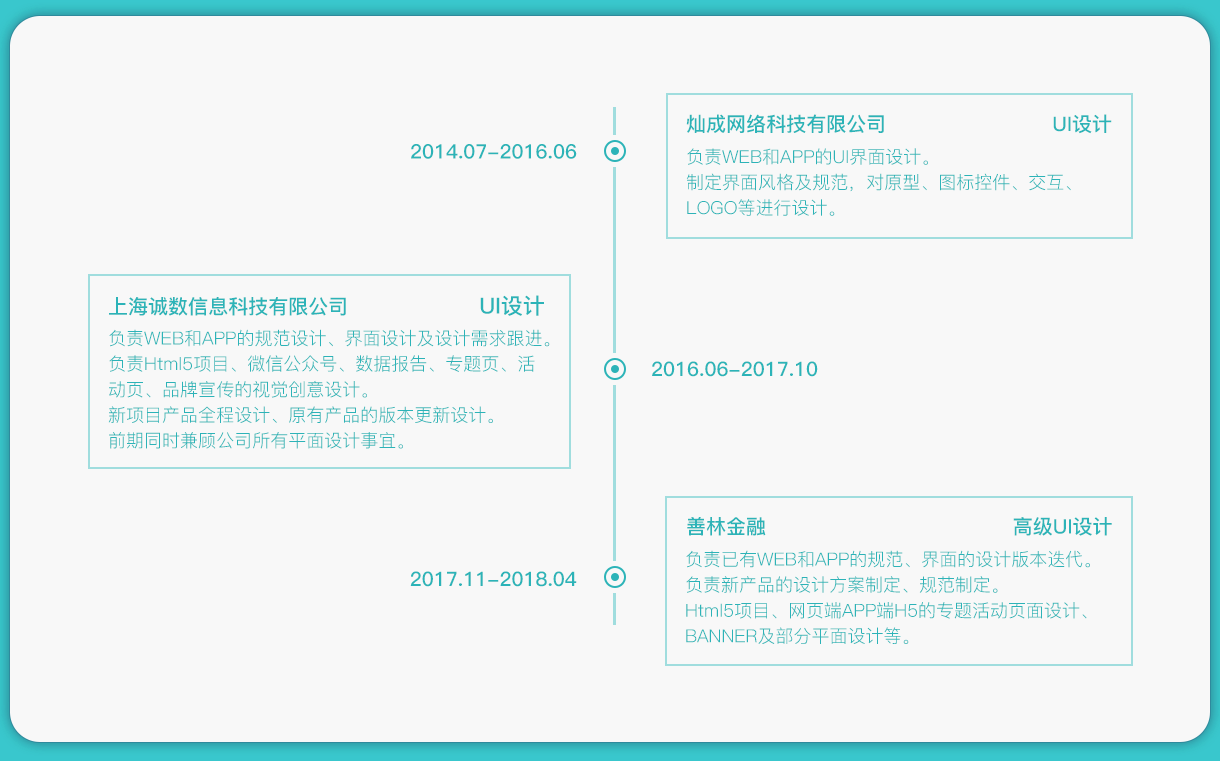 2014.07-2016.06
灿成网络科技有限公司 UI设计
负责WEB和APP的UI界面设计。
制定界面风格及规范，对原型、图标控件、交互、
LOGO等进行设计。
上海诚数信息科技有限公司 UI设计
负责WEB和APP的规范设计、界面设计及设计需求跟进。
负责Html5项目、微信公众号、数据报告、专题页、活
动页、品牌宣传的视觉创意设计。
新项目产品全程设计、原有产品的版本更新设计。
前期同时兼顾公司所有平面设计事宜。
2016.06-2017.10
2017.11-2018.04
善林金融 高级UI设计
负责已有WEB和APP的规范、界面的设计版本迭代。
负责新产品的设计方案制定、规范制定。
Html5项目、网页端APP端H5的专题活动页面设计、
BANNER及部分平面设计等。